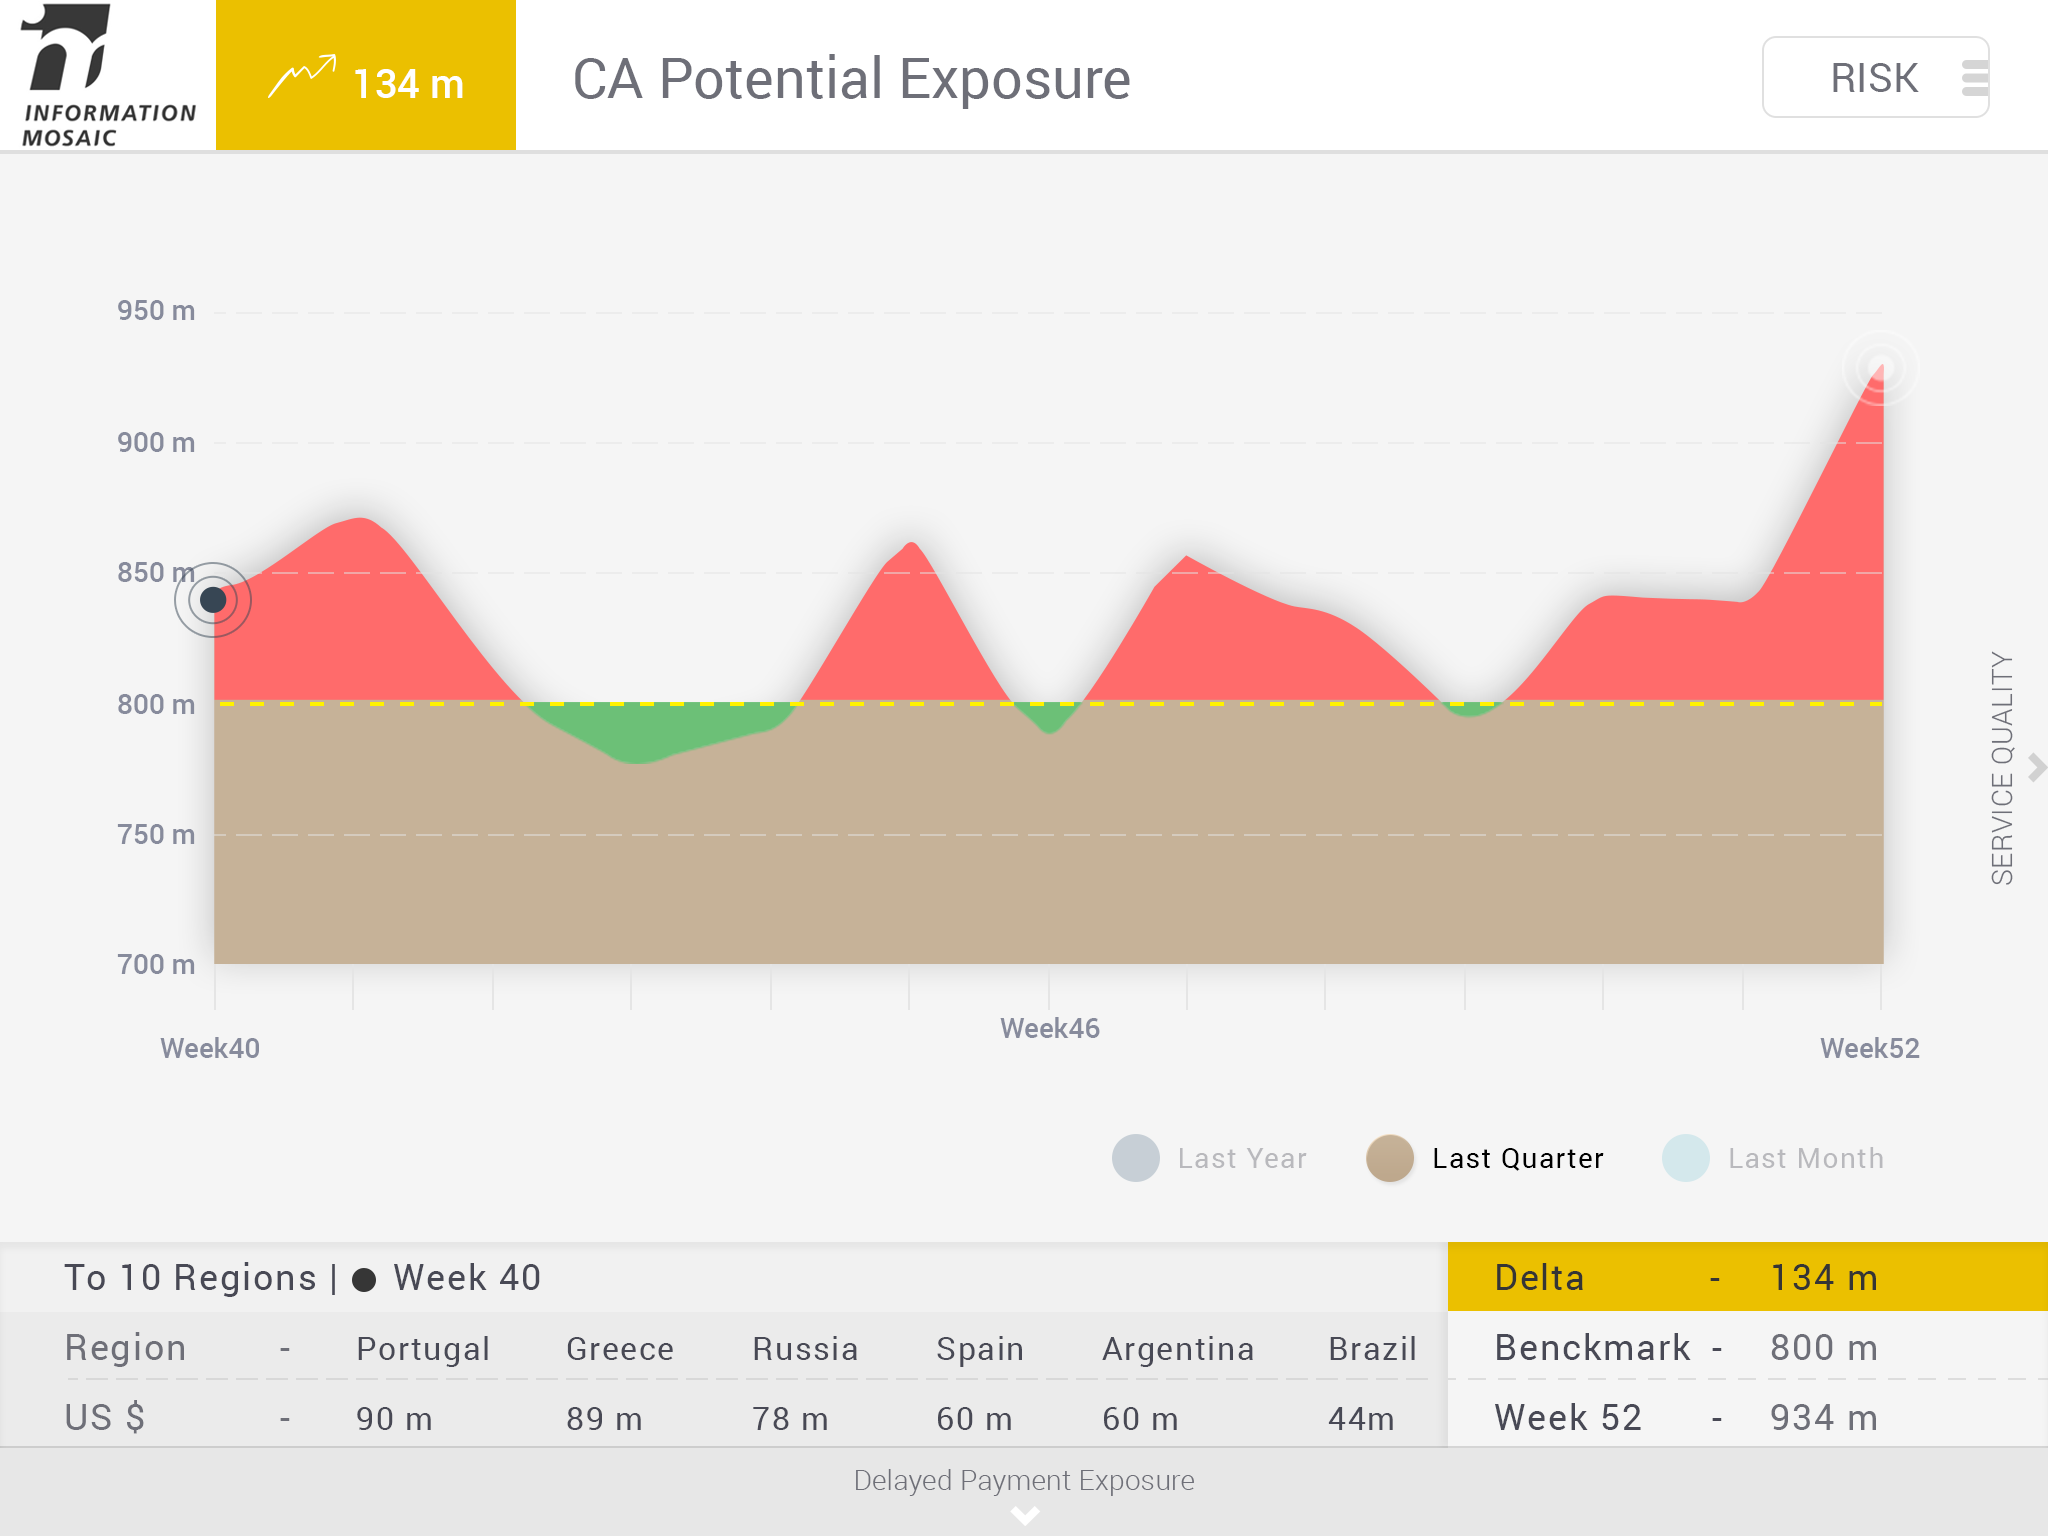 INFORMATION
MOSAIC
134 m
CA Potential Exposure
RISK
950 m
900 m
850 m
800 m
750 m
700 m
Week40
Week46
Week52
SERVICE QUALITY
Last Year
Last Quarter
Last Month
To 10 Regions | Week 40
Delta - 134 m
Region - Portugal Greece Russia Spain Argentina Brazil
Benckmark - 800 m
US $ - 90 m 89 m 78 m 60 m 60 m 44m
Week 52 - 934 m
Delayed Payment Exposure